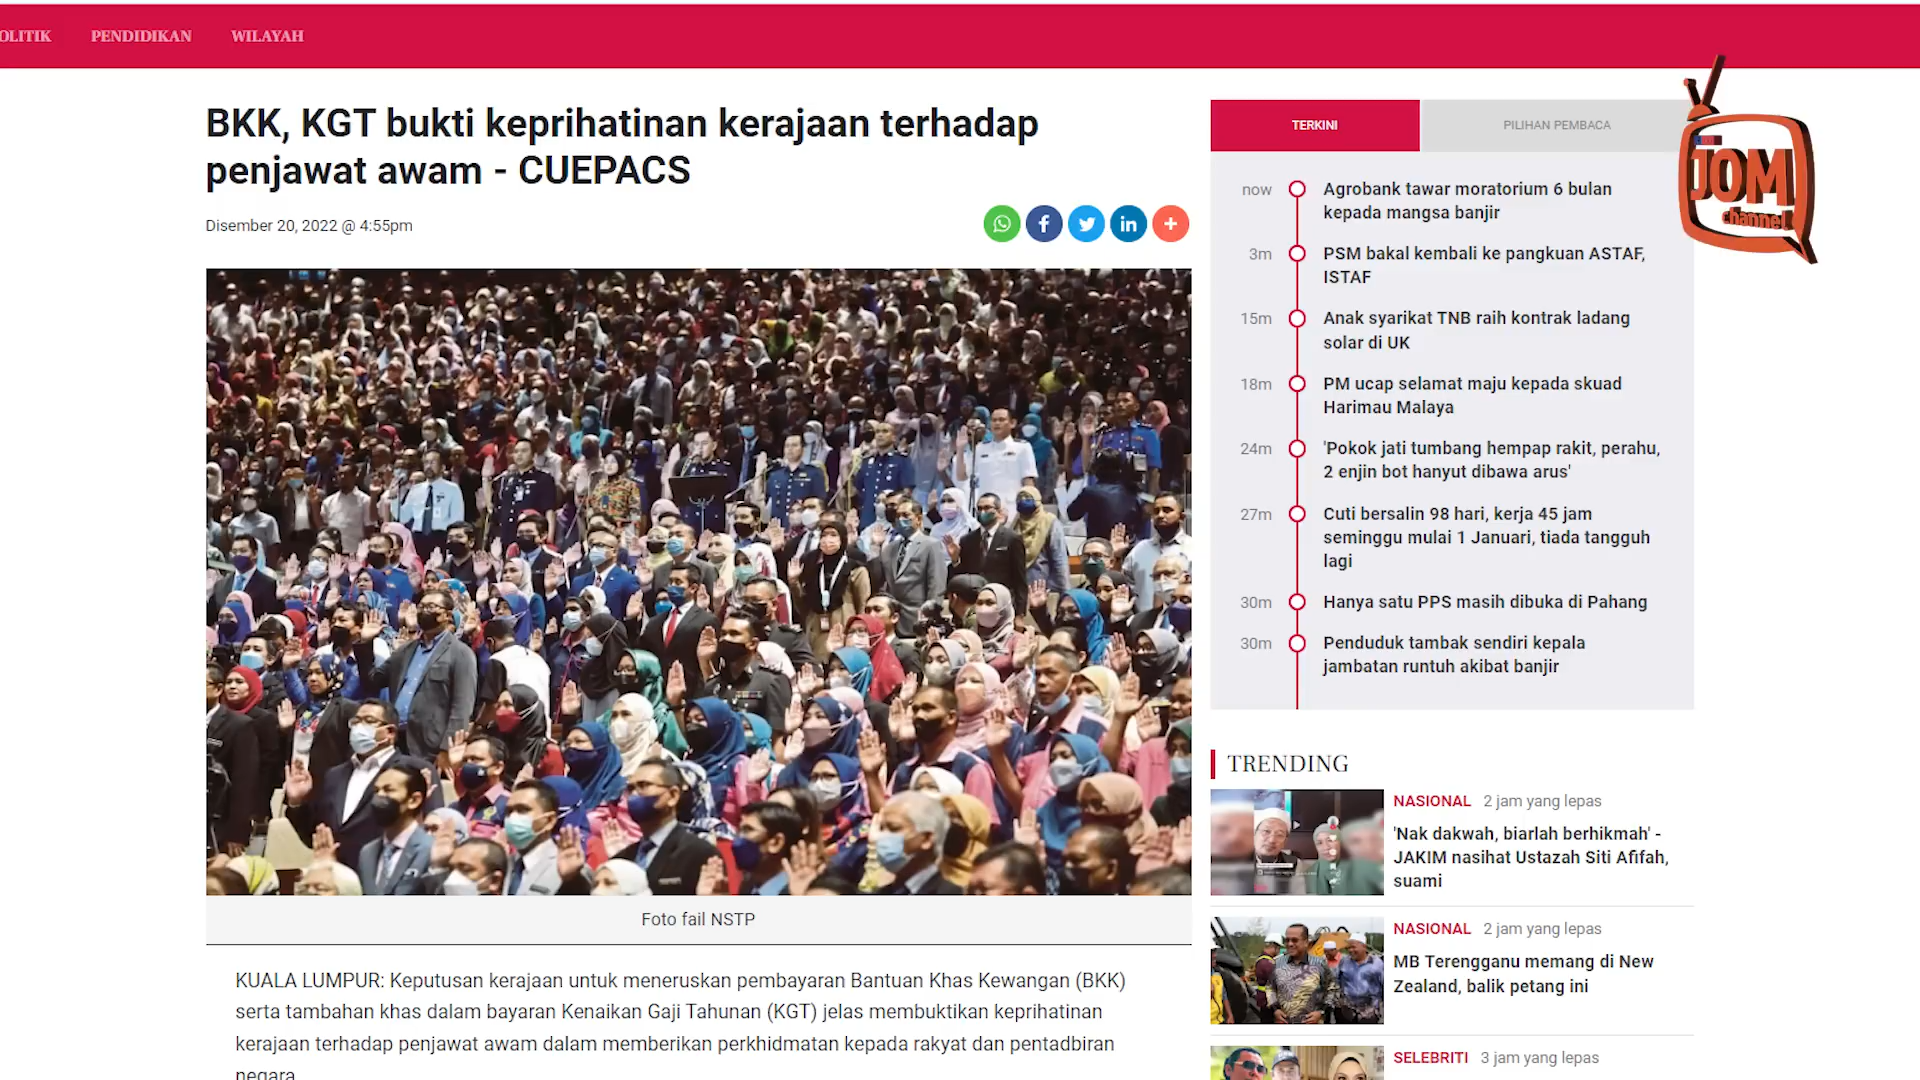 PENDIDIKAN
WILAYAH
BKK, KGT bukti keprihatinan kerajaan terhadap
penjawat awam - CUEPACS
Disember 20, 2022 @ 4:55pm
Foto fail NSTP
KUALA LUMPUR: Keputusan kerajaan untuk meneruskan pembayaran Bantuan Khas Kewangan (BKK)
serta tambahan khas dalam bayaran Kenaikan Gaji Tahunan (KGT) jelas membuktikan keprihatinan
kerajaan terhadap penjawat awam dalam memberikan perkhidmatan kepada rakyat dan pentadbiran
negara
TERKINI
PILIHAN PEMBACA
now
Agrobank tawar moratorium 6 bulan
kepada mangsa banjir
3m
PSM bakal kembali ke pangkuan ASTAF,
ISTAF
15m
Anak syarikat TNB raih kontrak ladang
solar di UK
18m
PM ucap selamat maju kepada skuad
Harimau Malaya
24m
'Pokok jati tumbang hempap rakit, perahu,
2 enjin bot hanyut dibawa arus'
27m
Cuti bersalin 98 hari, kerja 45 jam
seminggu mulai 1 Januari, tiada tangguh
lagi
30m
Hanya satu PPS masih dibuka di Pahang
30m
Penduduk tambak sendiri kepala
jambatan runtuh akibat banjir
JOM
channel
TRENDING
NASIONAL 2 jam yang lepas
'Nak dakwah, biarlah berhikmah' -
JAKIM nasihat Ustazah Siti Afifah,
suami
NASIONAL 2 jam yang lepas
MB Terengganu memang di New
Zealand, balik petang ini
SELEBRITI 3 jam yang lepas